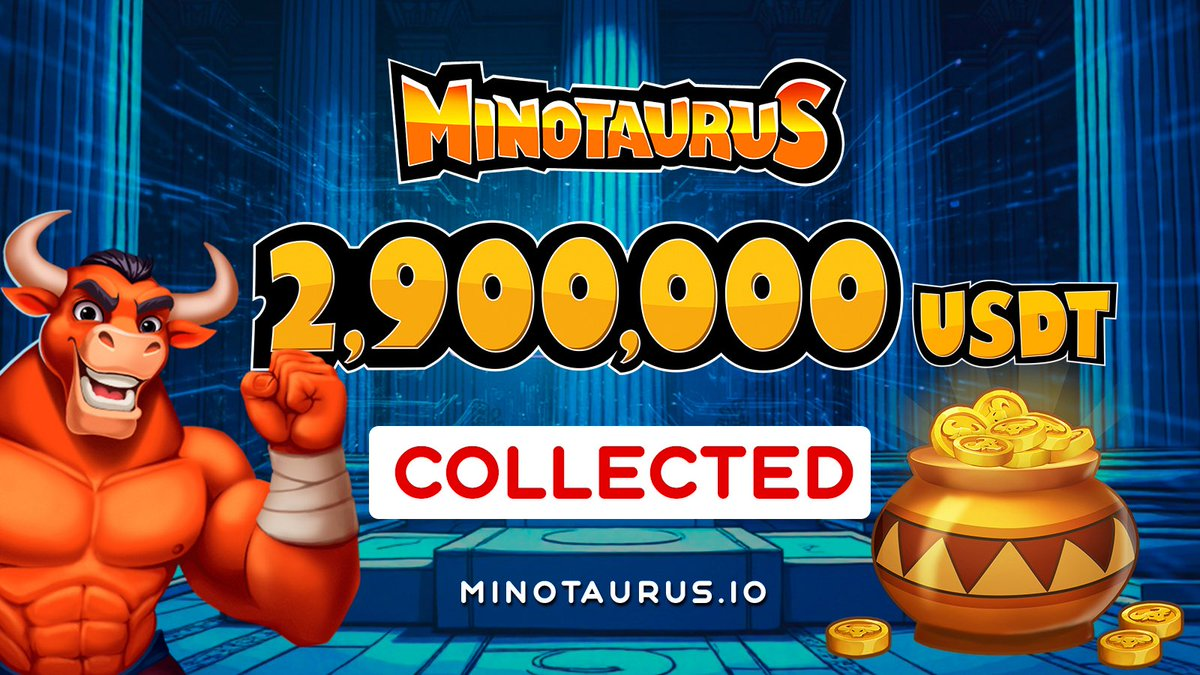 MINOTAURUS
2,900,000 USDT
COLLECTED
MINOTAURUS.IO